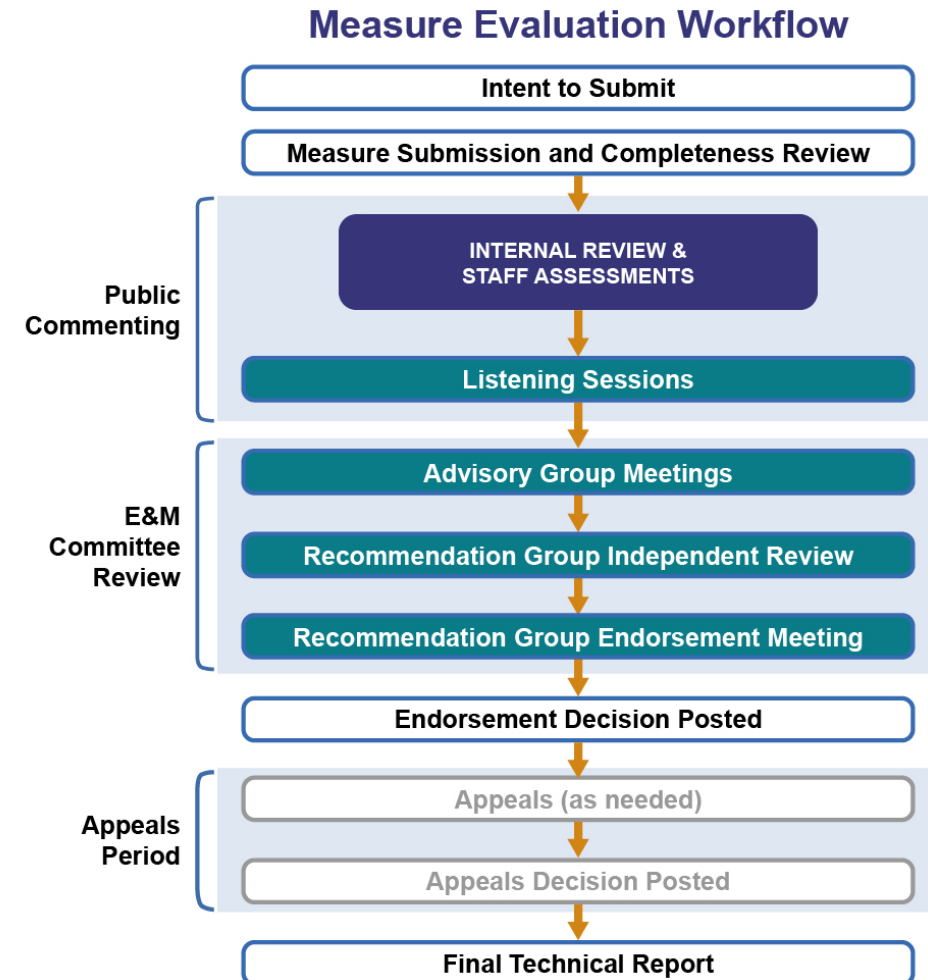 Measure Evaluation Workflow
Intent to Submit
Measure Submission and Completeness Review
Public
Commenting
INTERNAL REVIEW &
STAFF ASSESSMENTS
Listening Sessions
E&M
Committee
Review
Advisory Group Meetings
Recommendation Group Independent Review
Recommendation Group Endorsement Meeting
Endorsement Decision Posted
Appeals
Period
Appeals (as needed)
Appeals Decision Posted
Final Technical Report